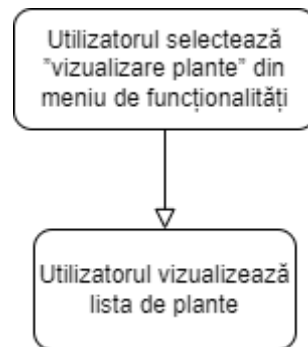 Utilizatorul selectează
"vizualizare plante" din
meniu de funcționalități
Utilizatorul vizualizează
lista de plante